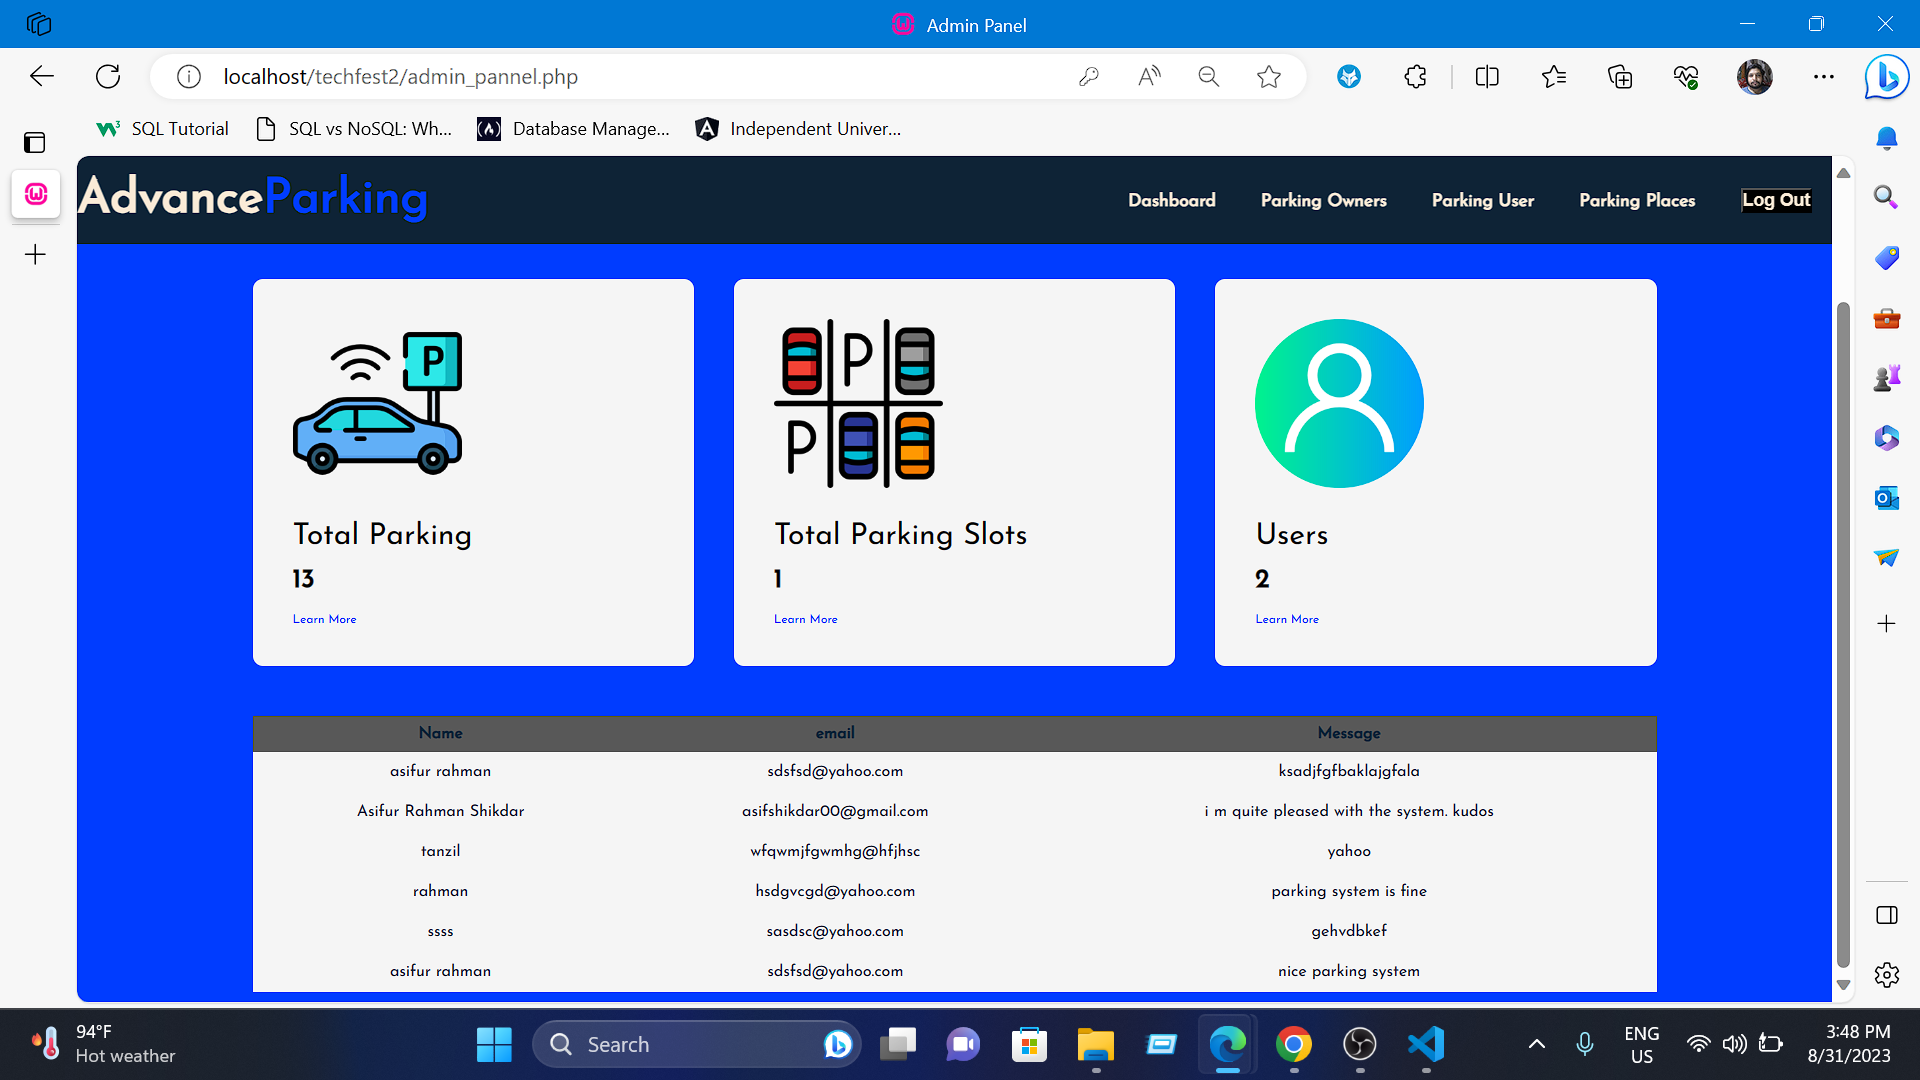 Admin Panel
localhost/techfest2/admin_pannel.php
SQL Tutorial
SQL vs NoSQL: Wh...
Database Manage...
Independent Univer...
AdvanceParking
Dashboard
Parking Owners
Parking User
Parking Places
Log Out
P
P
P
Total Parking
13
Learn More
Total Parking Slots
1
Learn More
Users
2
Learn More
Name email Message
asifur rahman sdsfsd@yahoo.com ksadjfgfbaklajgfala
Asifur Rahman Shikdar asifshikdar00@gmail.com i m quite pleased with the system. kudos
tanzil wfqwmjfgwmhg@hfjhsc yahoo
rahman hsdgvcgd@yahoo.com parking system is fine
ssss sasdsc@yahoo.com gehvdbkef
asifur rahman sdsfsd@yahoo.com nice parking system
94°F
Hot weather
Search
ENG
US
3:48 PM
8/31/2023